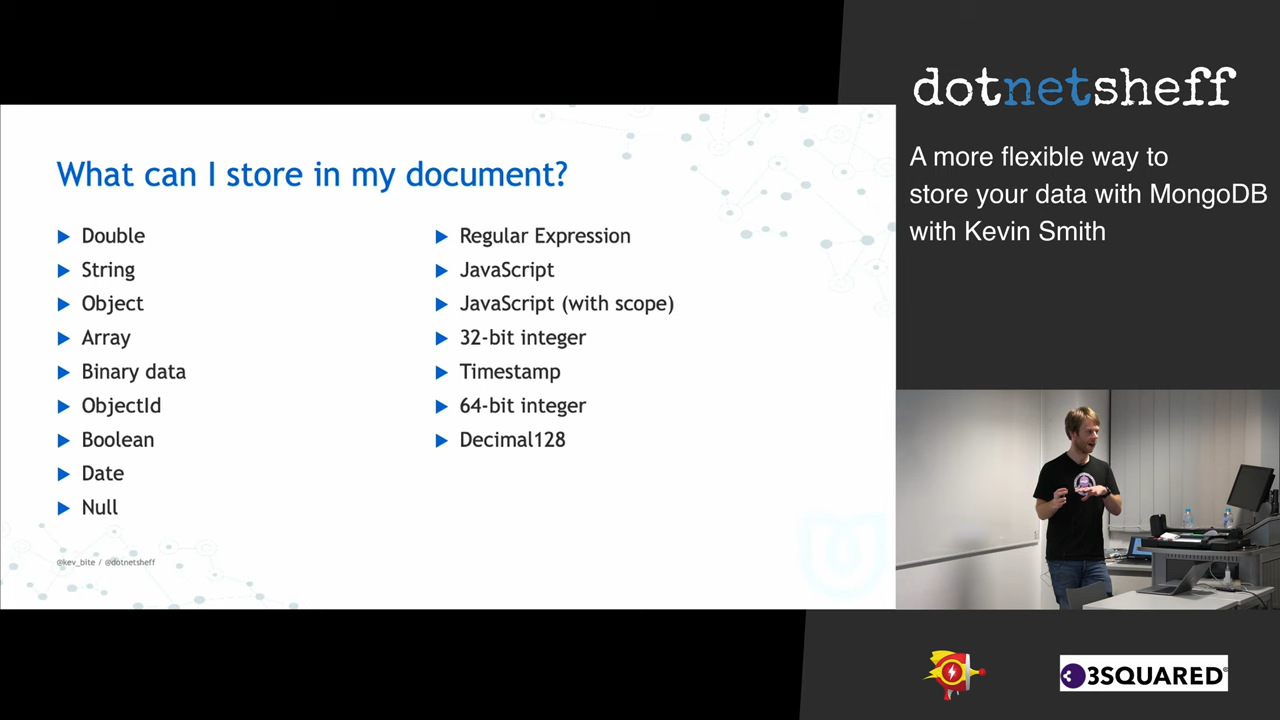 What can I store in my document?
Double
String
Object
Array
Binary data
ObjectId
Boolean
Date
Null
Regular Expression
JavaScript
JavaScript (with scope)
32-bit integer
Timestamp
64-bit integer
Decimal128
@kev_bite / @dotnetsheff
dotnetsheff
A more flexible way to
store your data with MongoDB
with Kevin Smith
3SQUARED